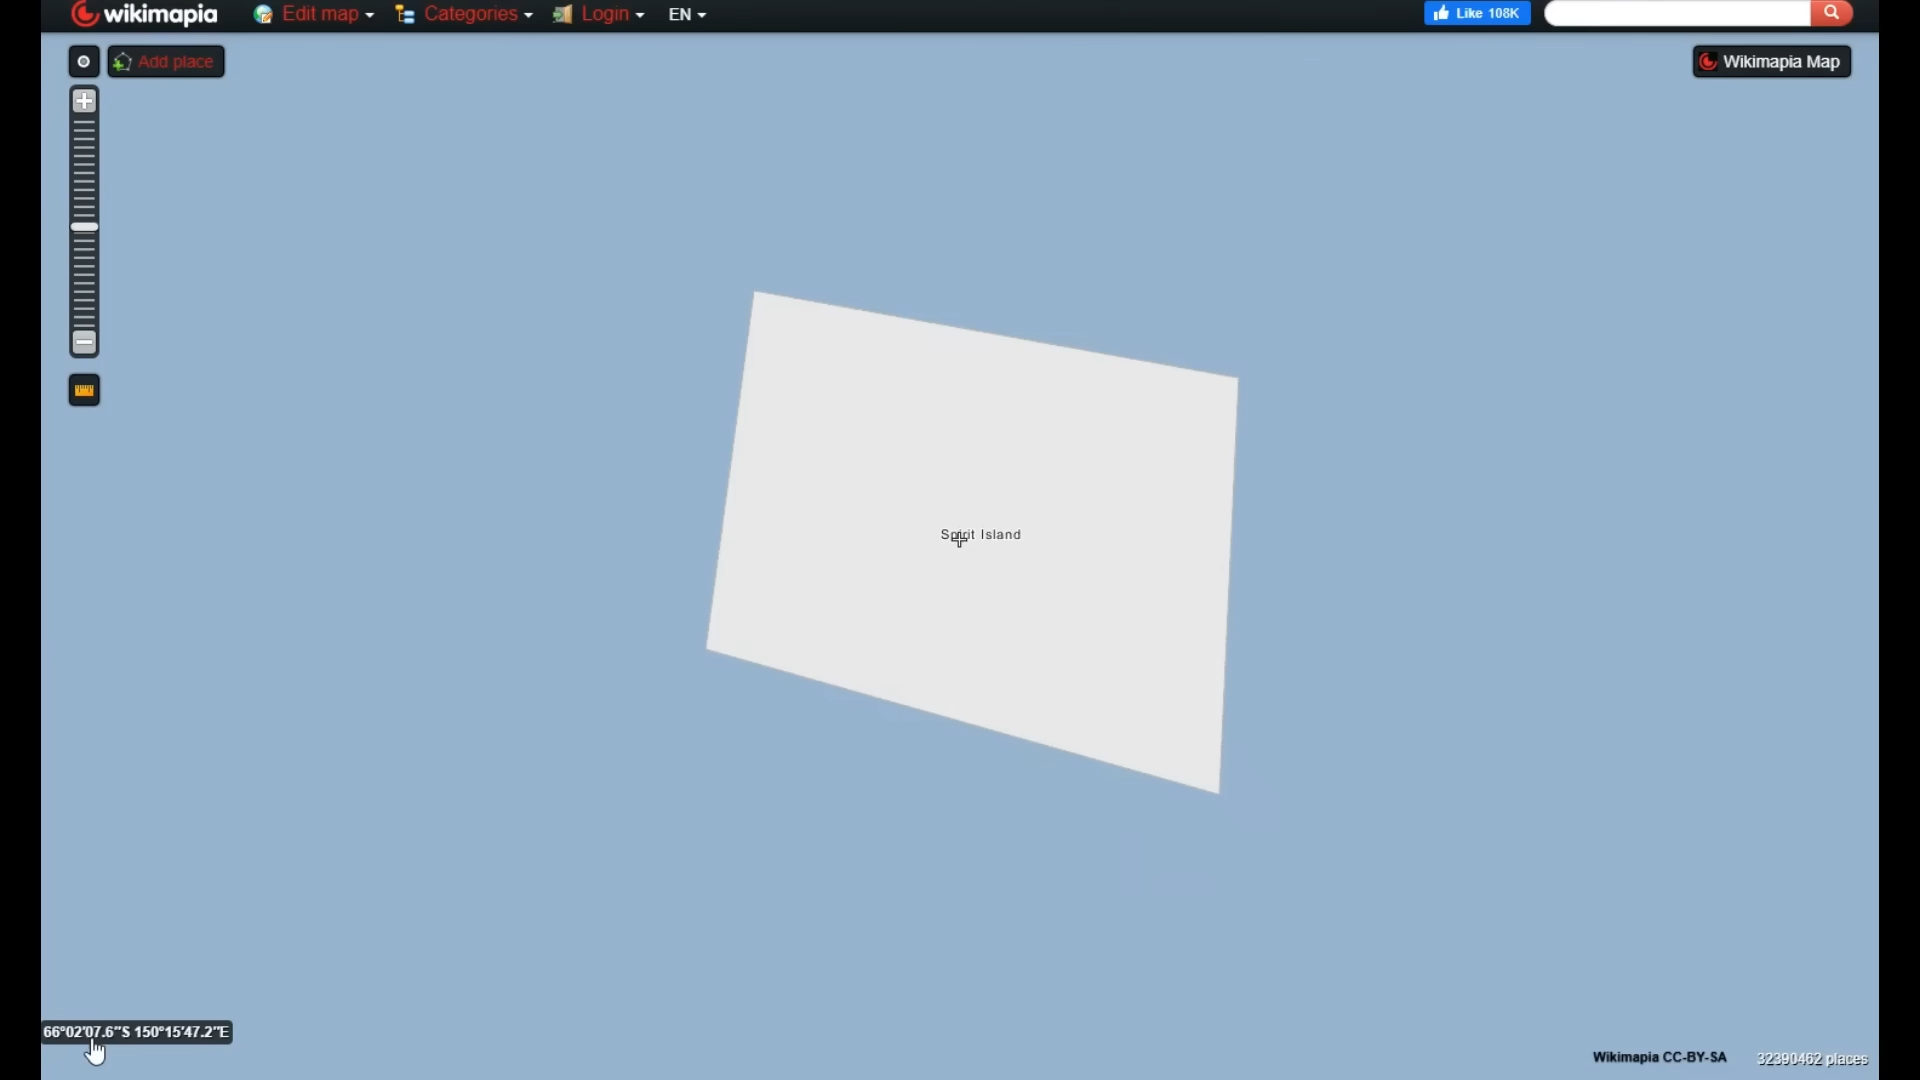 wikimapia Edit map Categories Login EN Like 108K
Add place Wikimapia Map
Spirit Island
66°02'07.6"S 150°15'47.2"E
Wikimapia CC-BY-SA 32390462 places